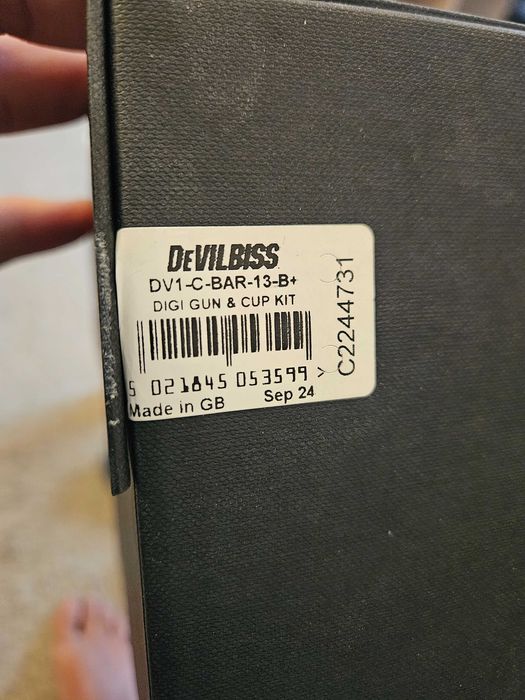 DEVILBISS
DV1-C-BAR-13-B+
DIGI GUN & CUP KIT
5 021845 053599 >
Made in GB Sep 24
C2244731